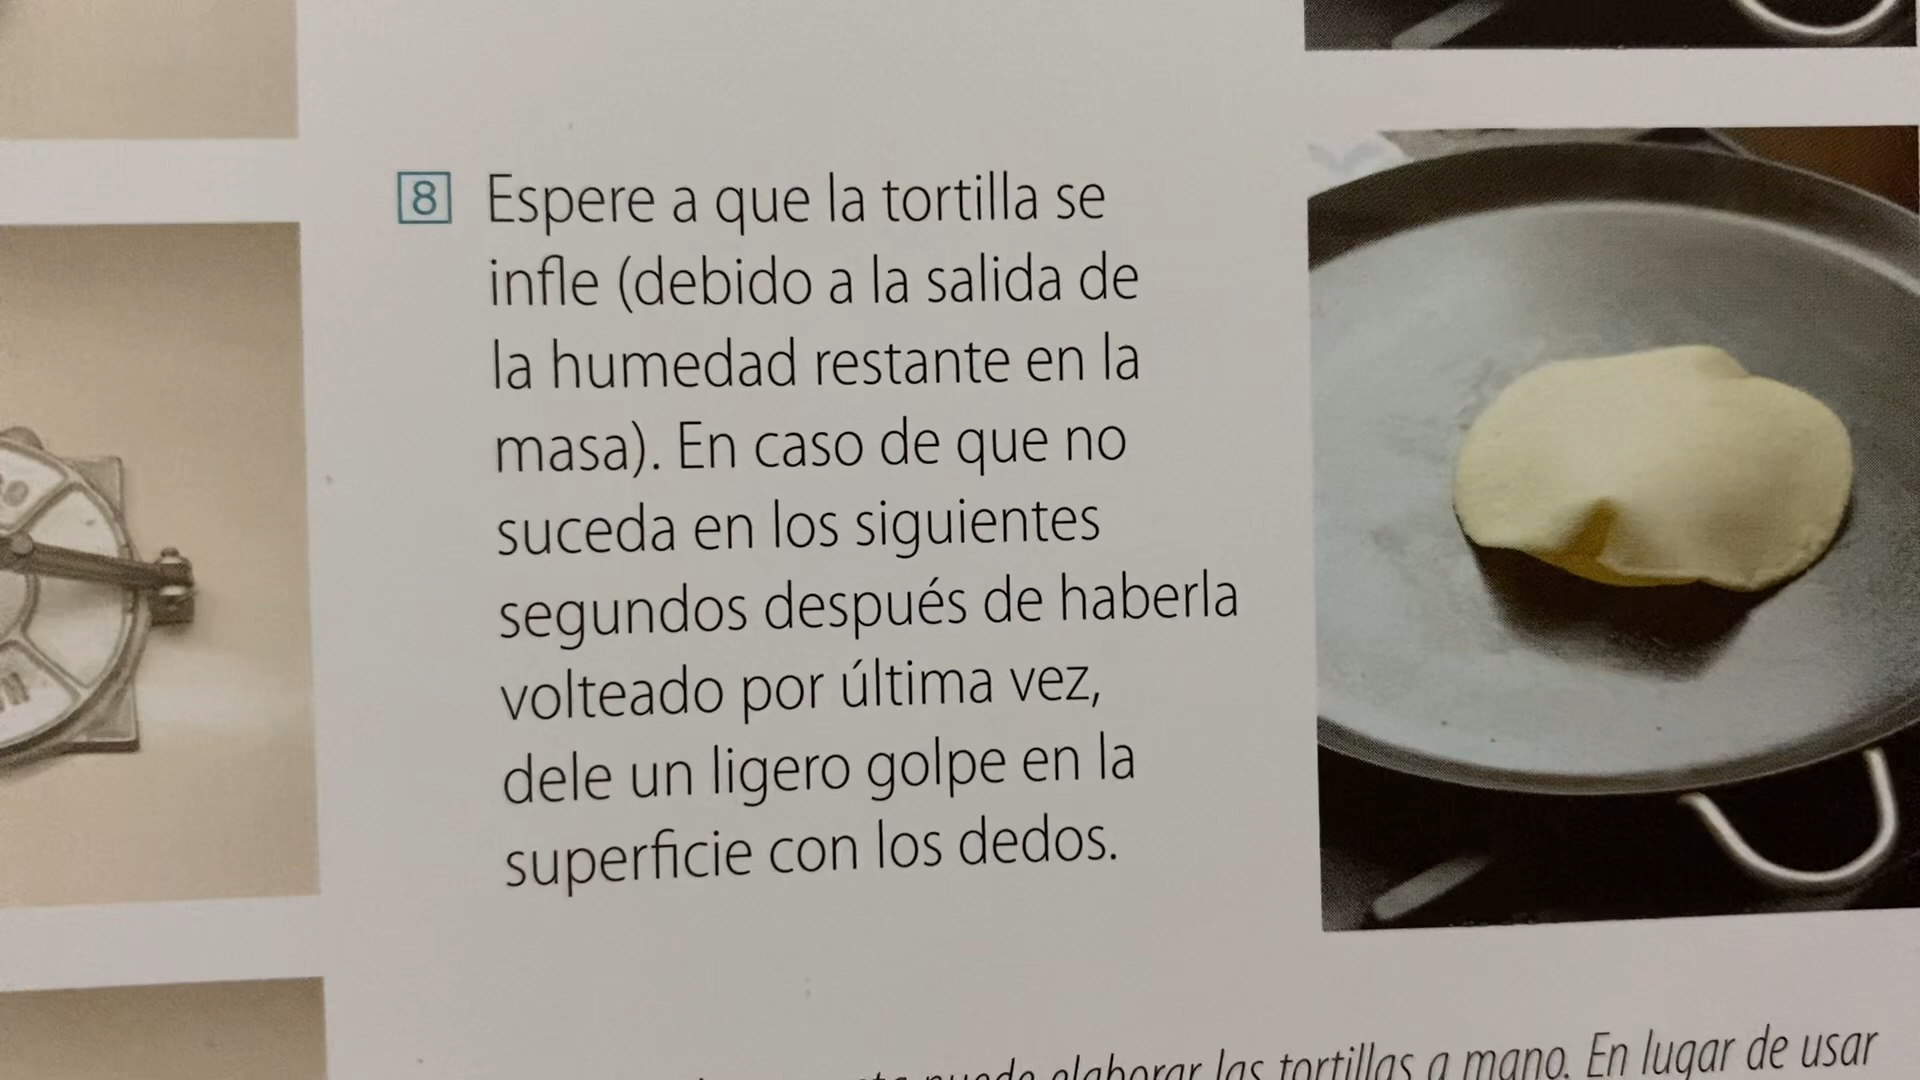 8 Espere a que la tortilla se
infle (debido a la salida de
la humedad restante en la
masa). En caso de que no
suceda en los siguientes
segundos después de haberla
volteado por última vez,
dele un ligero golpe en la
superficie con los dedos.
puede elaborar las tortillas a mano. En lugar de usar